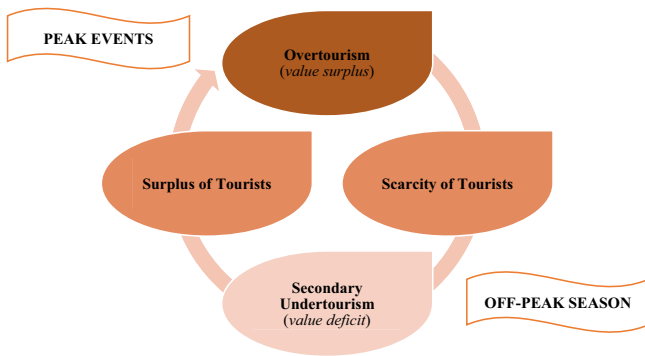 PEAK EVENTS
Overtourism
(value surplus)
Surplus of Tourists
Scarcity of Tourists
Secondary
Undertourism
(value deficit)
OFF-PEAK SEASON